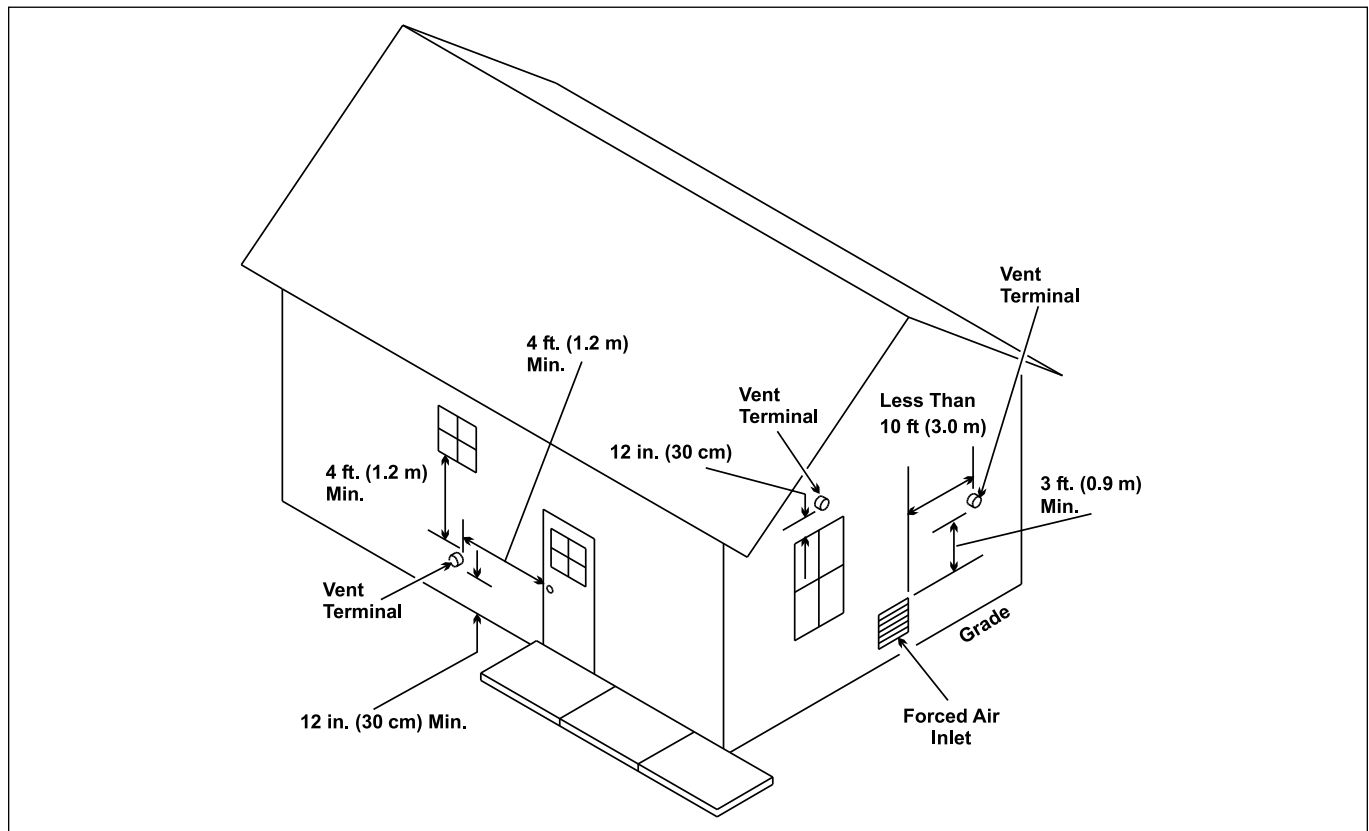 Vent
Terminal
4 ft. (1.2 m)
Min.
Vent
Terminal
Less Than
10 ft (3.0 m)
12 in. (30 cm)
4 ft. (1.2 m)
Min.
3 ft. (0.9 m)
Min.
Vent
Terminal
Grade
12 in. (30 cm) Min.
Forced Air
Inlet